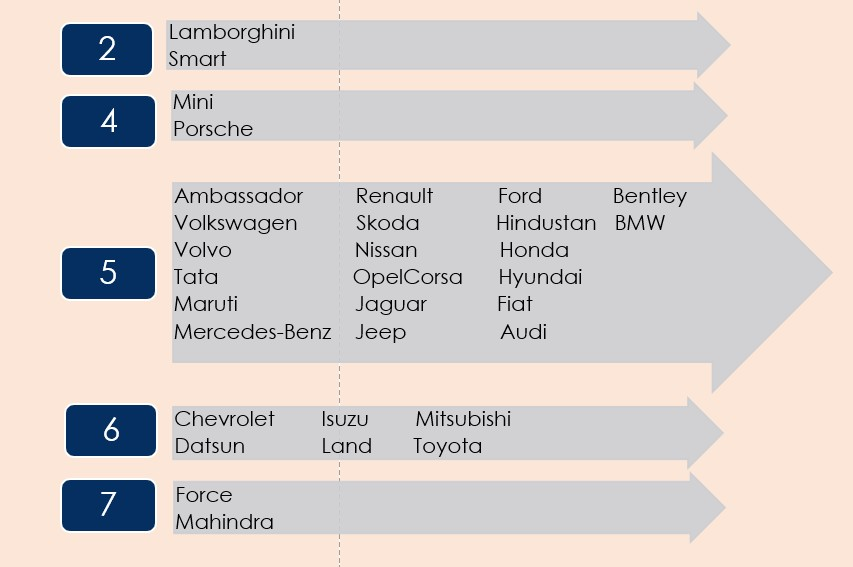 2
Lamborghini
Smart
4
Mini
Porsche
5
Ambassador Renault Ford Bentley
Volkswagen Skoda Hindustan BMW
Volvo Nissan Honda
Tata OpelCorsa Hyundai
Maruti Jaguar Fiat
Mercedes-Benz Jeep Audi
6
Chevrolet Isuzu Mitsubishi
Datsun Land Toyota
7
Force
Mahindra